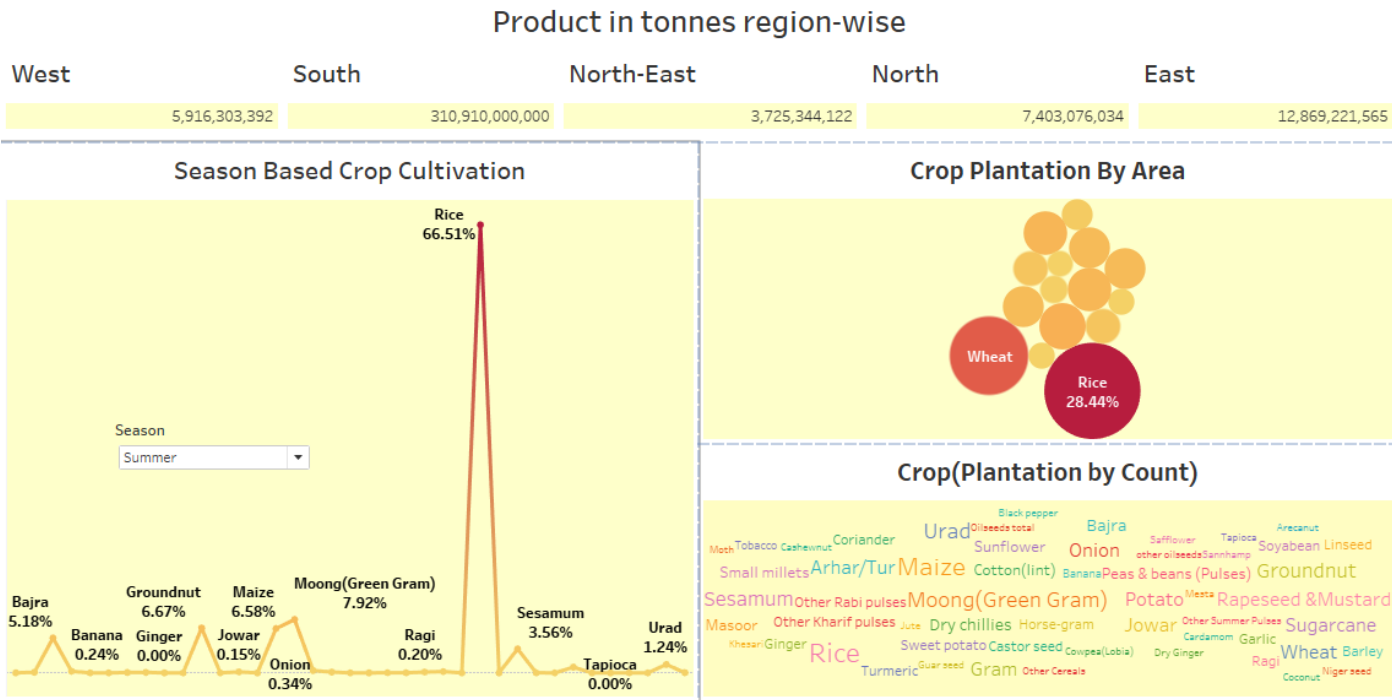 Product in tonnes region-wise
West South North-East North East
5,916,303,392 310,910,000,000 3,725,344,122 7,403,076,034 12,869,221,565
Season Based Crop Cultivation
Rice
66.51%
Season
Summer
Bajra
5.18%
Banana
0.24%
Groundnut
6.67%
Ginger
0.00%
Maize
6.58%
Jowar
0.15%
Onion
0.34%
Moong(Green Gram)
7.92%
Ragi
0.20%
Sesamum
3.56%
Tapioca
0.00%
Urad
1.24%
Crop Plantation By Area
Wheat
Rice
28.44%
Crop(Plantation by Count)
Black pepper
Urad Oilseeds total Bajra Arecanut
Moth Tobacco Cashewnut Coriander Sunflower Onion Safflower Tapioca Soyabean Linseed
other oilseeds Sannhamp
Small millets Arhar/Tur Maize Cotton(lint) Banana Peas & beans (Pulses) Groundnut
Sesamum Other Rabi pulses Moong(Green Gram) Potato Mesta Rapeseed &Mustard
Masoor Other Kharif pulses Jute Dry chillies Horse-gram Jowar Other Summer Pulses Sugarcane
Khesari Ginger Rice Sweet potato Castor seed Cowpea(Lobia) Dry Ginger Cardamom Garlic Wheat Barley
Turmeric Guar seed Gram Other Cereals Ragi Coconut Niger seed